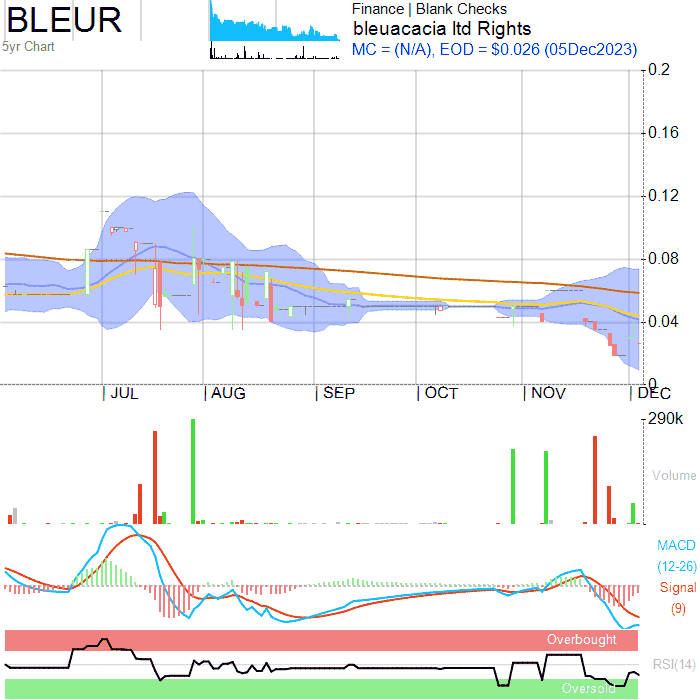 BLEUR
5yr Chart
Finance | Blank Checks
bleuacacia ltd Rights
MC = (N/A), EOD = $0.026 (05Dec2023)
0.2
0.16
0.12
0.08
0.04
0
JUL AUG SEP OCT NOV DEC
290k
Volume
MACD
(12-26)
Signal
(9)
Overbought
RSI(14)
Oversold